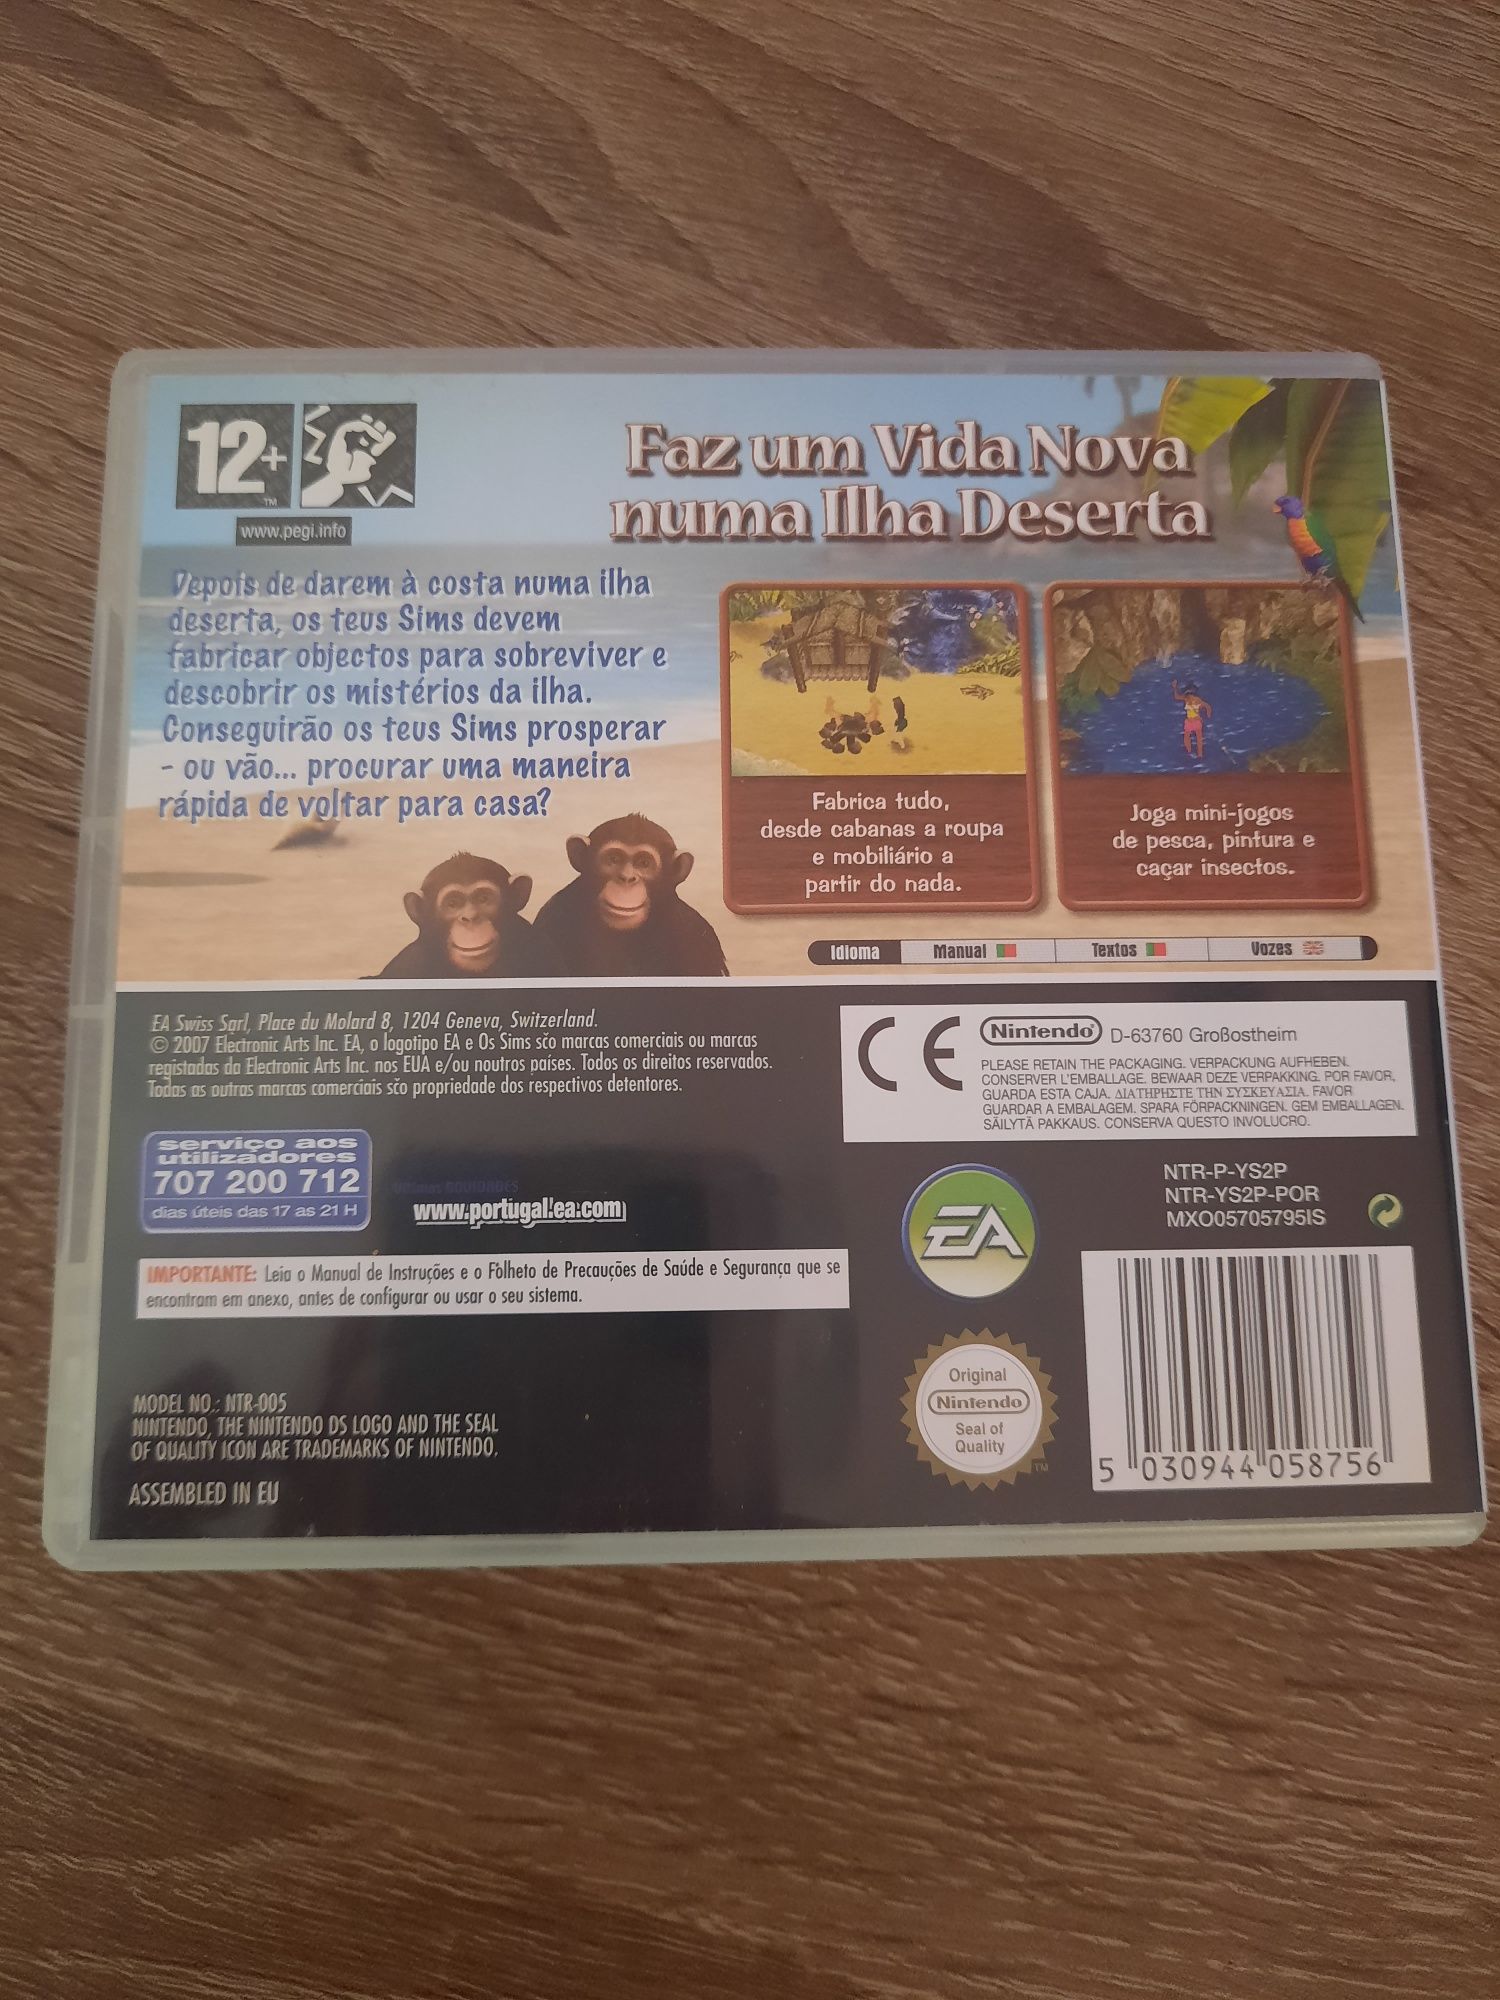 12+
TM
www.pegi.info
Faz um Vida Nova
numa Ilha Deserta
Depois de darem à costa numa ilha
deserta, os teus Sims devem
fabricar objectos para sobreviver e
descobrir os mistérios da ilha.
Conseguirão os teus Sims prosperar
- ou vão... procurar uma maneira
rápida de voltar para casa?
Fabrica tudo,
desde cabanas a roupa
e mobiliário a
partir do nada.
Joga mini-jogos
de pesca, pintura e
caçar insectos.
Idioma Manual Textos Vozes
EA Swiss Sarl, Place du Molard 8, 1204 Geneva, Switzerland.
© 2007 Electronic Arts Inc. EA, o logotipo EA e Os Sims são marcas comerciais ou marcas
registadas da Electronic Arts Inc. nos EUA e/ou noutros países. Todos os direitos reservados.
Todas as outras marcas comerciais são propriedade dos respectivos detentores.
CE Nintendo D-63760 Großostheim
PLEASE RETAIN THE PACKAGING. VERPACKUNG AUFHEBEN.
CONSERVER L'EMBALLAGE. BEWAAR DEZE VERPAKKING. POR FAVOR,
GUARDA ESTA CAJA. ΔΙΑΤΗΡΗΣΤΕ ΤΗΝ ΣΥΣΚΕΥΑΣΙΑ. FAVOR
GUARDAR A EMBALAGEM. SPARA FÖRPACKNINGEN. GEM EMBALLAGEN.
SÄILYTÄ PAKKAUS. CONSERVA QUESTO INVOLUCRO.
serviço aos
utilizadores
707 200 712
dias úteis das 17 as 21 H
www.portugal.ea.com
EA
NTR-P-YS2P
NTR-YS2P-POR
MXO05705795IS
IMPORTANTE: Leia o Manual de Instruções e o Folheto de Precauções de Saúde e Segurança que se
encontram em anexo, antes de configurar ou usar o seu sistema.
MODEL NO.: NTR-005
NINTENDO, THE NINTENDO DS LOGO AND THE SEAL
OF QUALITY ICON ARE TRADEMARKS OF NINTENDO.
ASSEMBLED IN EU
Original
Nintendo
Seal of
Quality
TM
5 030944 058756